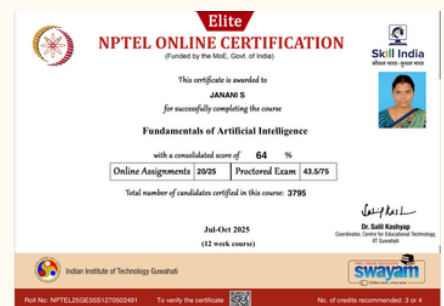 Elite
NPTEL ONLINE CERTIFICATION
(Funded by the MoE, Govt. of India)
Skill India
कौशल भारत - कुशल भारत
This certificate is awarded to
JANANI S
for successfully completing the course
Fundamentals of Artificial Intelligence
with a consolidated score of 64 %
Online Assignments 20/25 Proctored Exam 43.5/75
Total number of candidates certified in this course: 3795
Jul-Oct 2025
(12 week course)
Dr. Salil Kashyap
Coordinator, Centre for Educational Technology,
IIT Guwahati
Indian Institute of Technology Guwahati
swayam
Roll No: NPTEL25GE55S1270502491 To verify the certificate No. of credits recommended: 3 or 4